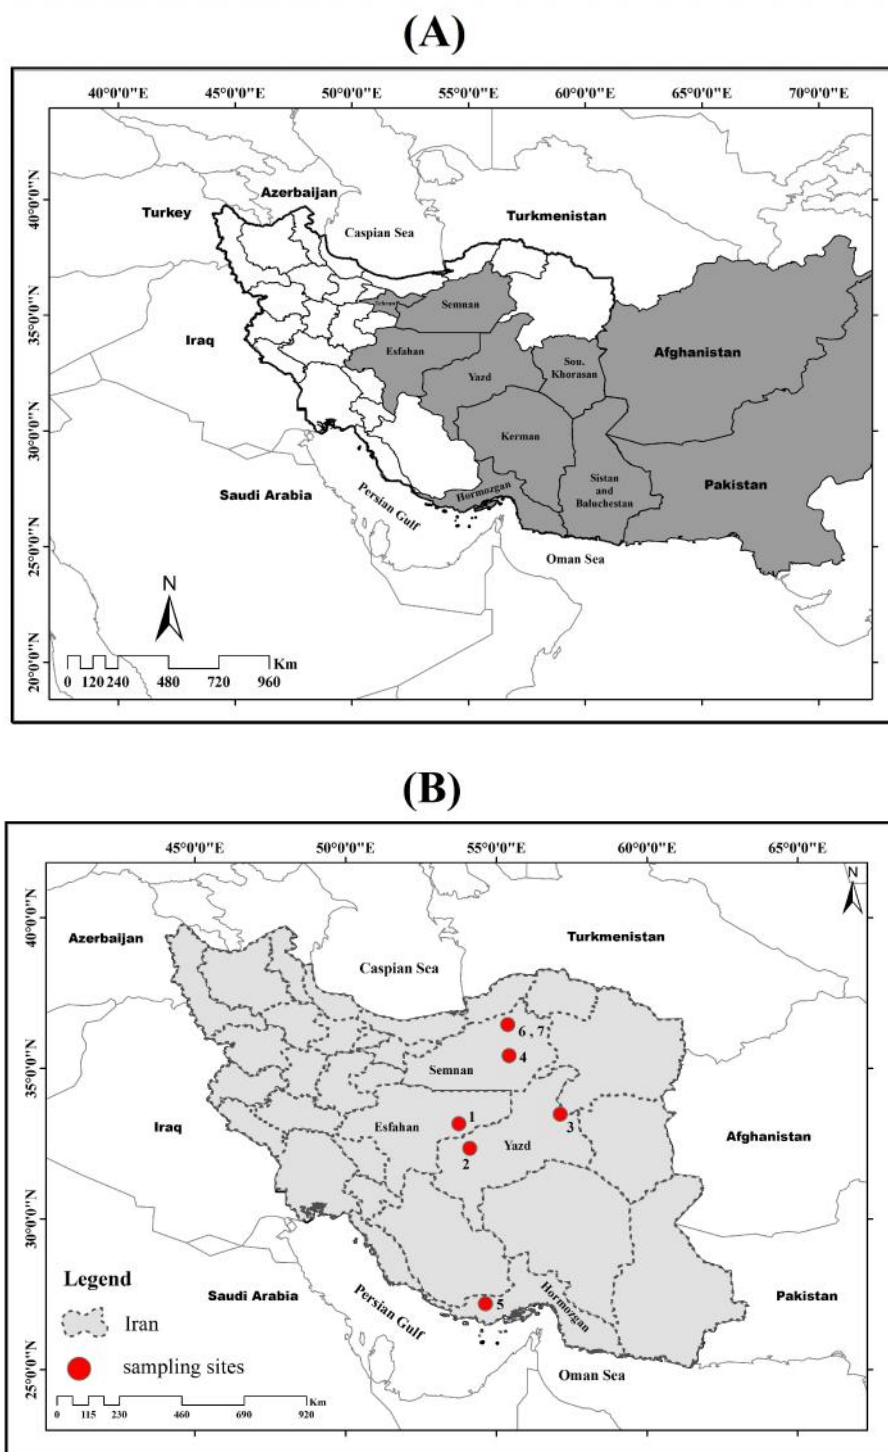 (A)
40°0'0"E 45°0'0"E 50°0'0"E 55°0'0"E 60°0'0"E 65°0'0"E 70°0'0"E
40°0'0"N
35°0'0"N
30°0'0"N
25°0'0"N
20°0'0"N
Azerbaijan
Turkey
Turkmenistan
Caspian Sea
Tehran
Semnan
Iraq
Esfahan
Sou.
Khorasan
Afghanistan
Yazd
Kerman
Sistan
and
Baluchestan
Pakistan
Hormozgan
Saudi Arabia
Persian Gulf
Oman Sea
N
Km
0 120 240 480 720 960
(B)
45°0'0"E 50°0'0"E 55°0'0"E 60°0'0"E 65°0'0"E
40°0'0"N
35°0'0"N
30°0'0"N
25°0'0"N
N
Azerbaijan
Turkmenistan
Caspian Sea
6 , 7
4
Semnan
1
Esfahan
3
Iraq
Yazd
Afghanistan
2
Legend
Saudi Arabia
Persian Gulf
5
Hormozgan
Pakistan
Iran
sampling sites
Oman Sea
Km
0 115 230 460 690 920